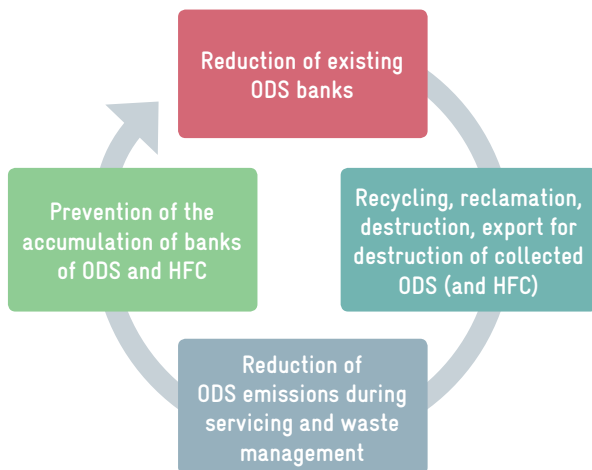 Reduction of existing
ODS banks
Recycling, reclamation,
destruction, export for
destruction of collected
ODS (and HFC)
Reduction of
ODS emissions during
servicing and waste
management
Prevention of the
accumulation of banks
of ODS and HFC